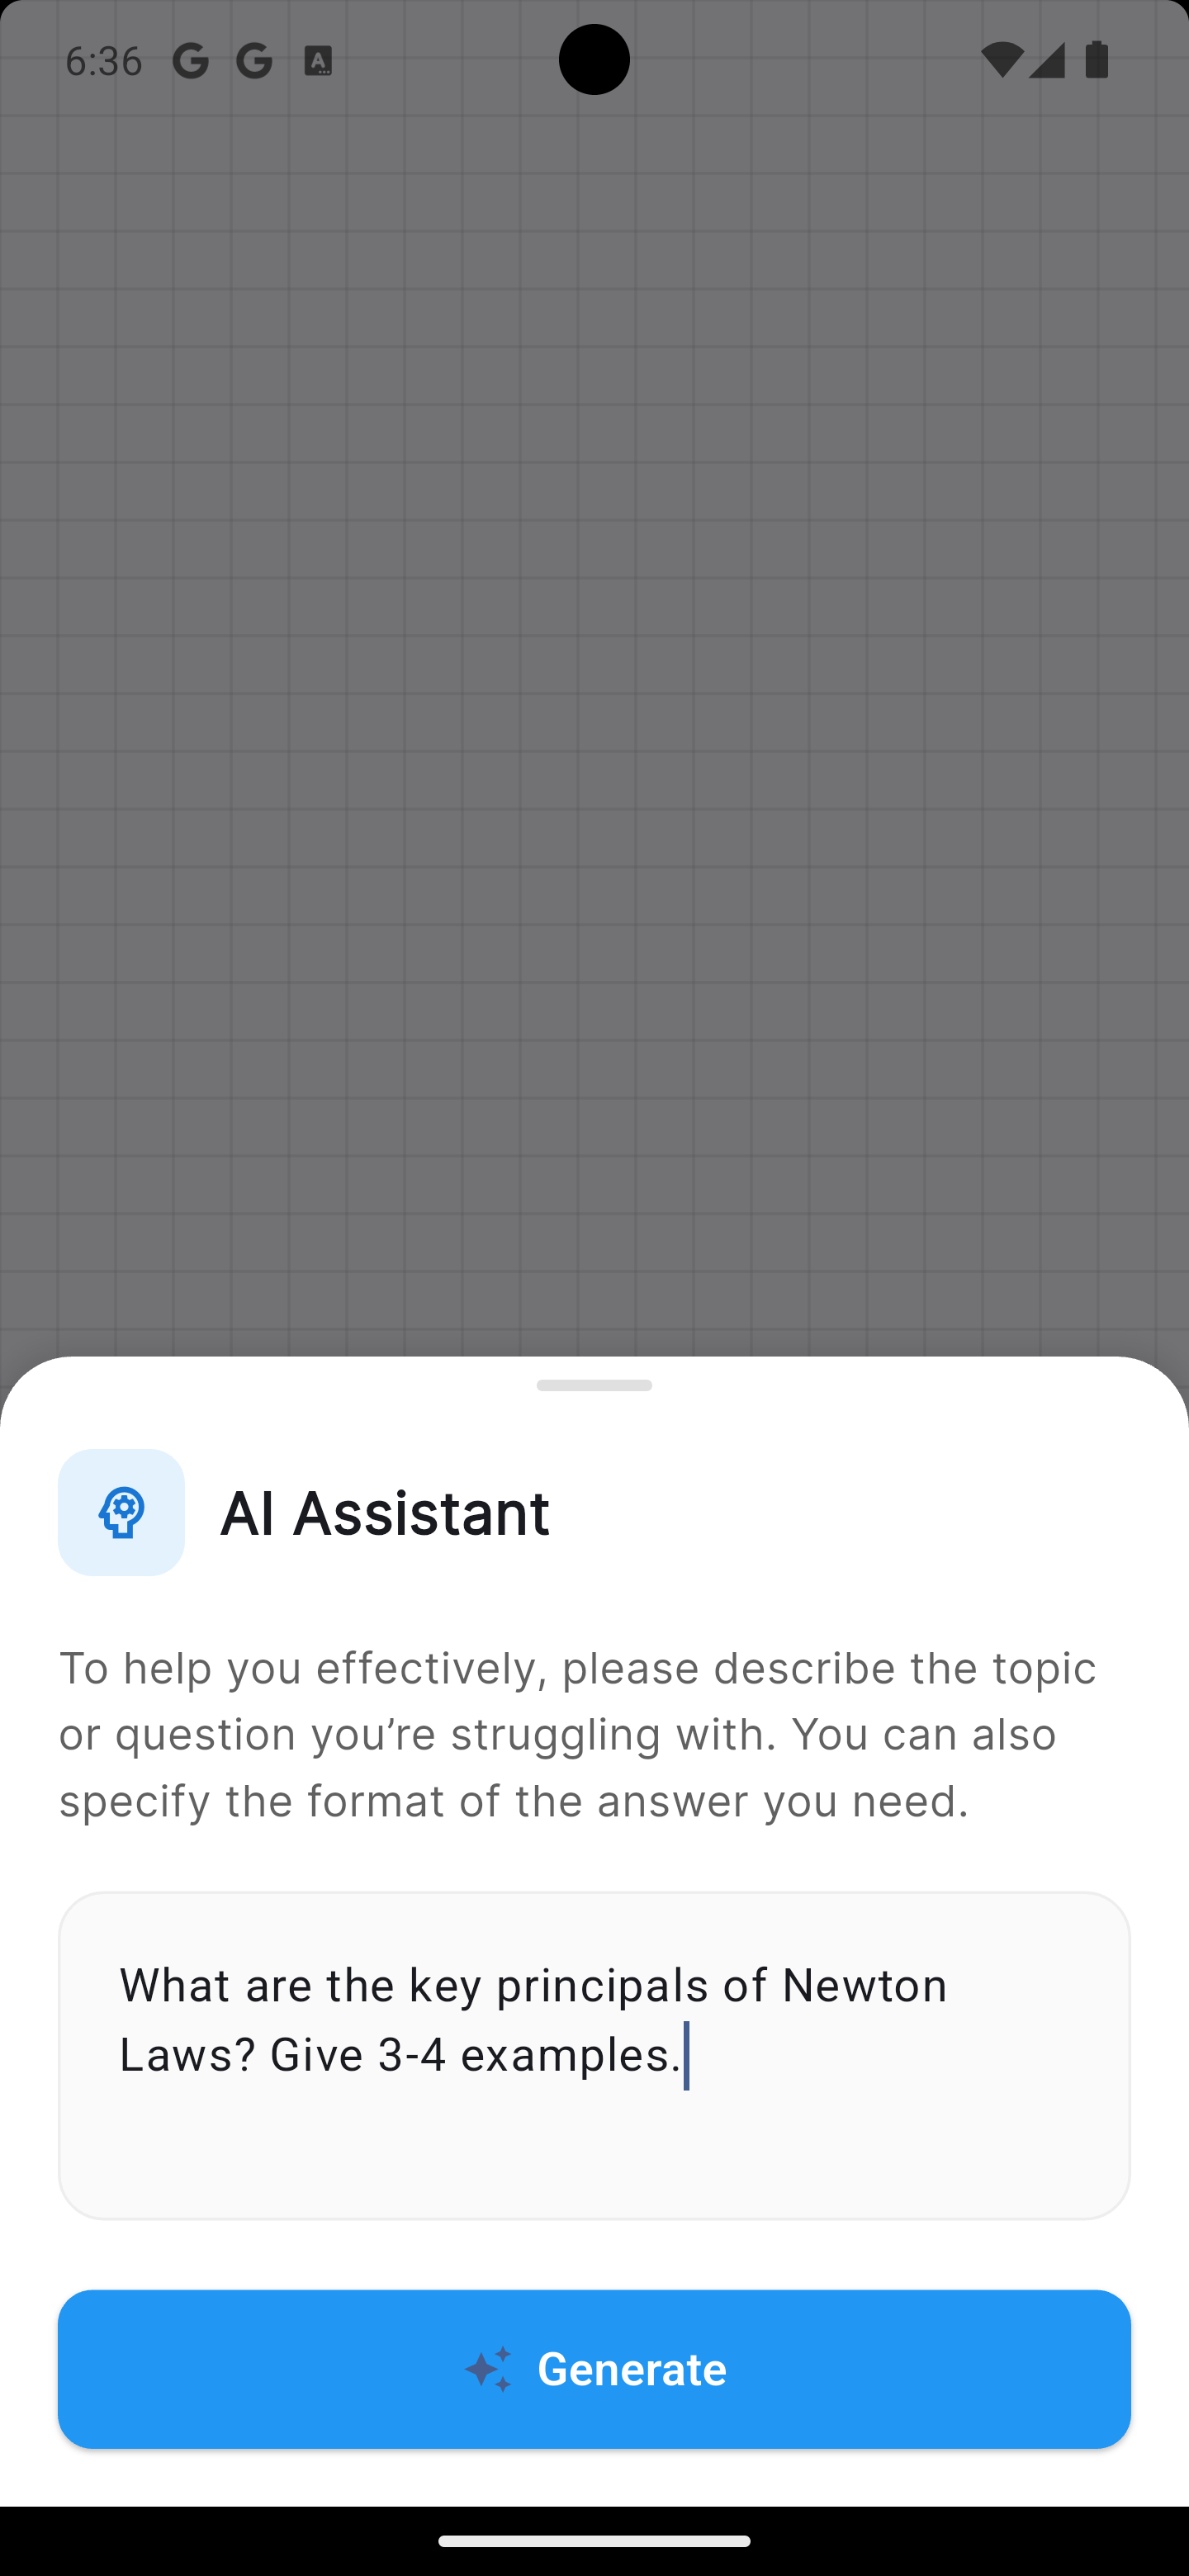 6:36
AI Assistant
To help you effectively, please describe the topic
or question you’re struggling with. You can also
specify the format of the answer you need.
What are the key principals of Newton
Laws? Give 3-4 examples.
Generate